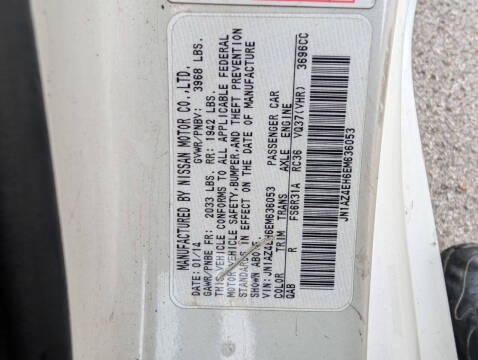 MANUFACTURED BY NISSAN MOTOR CO.,LTD.
DATE: 01/14 GVWR/PNBV: 3968 LBS.
GAWR/PNBE FR: 2033 LBS. RR: 1942 LBS.
THIS VEHICLE CONFORMS TO ALL APPLICABLE FEDERAL
MOTOR VEHICLE SAFETY,BUMPER,AND THEFT PREVENTION
STANDARDS IN EFFECT ON THE DATE OF MANUFACTURE
SHOWN ABOVE.
VIN: JN1AZ4EH6EM636053 PASSENGER CAR
COLOR TRIM TRANS AXLE ENGINE
QAB R FS6R31A RC36 VQ37(VHR) 3696CC
JN1AZ4EH6EM636053